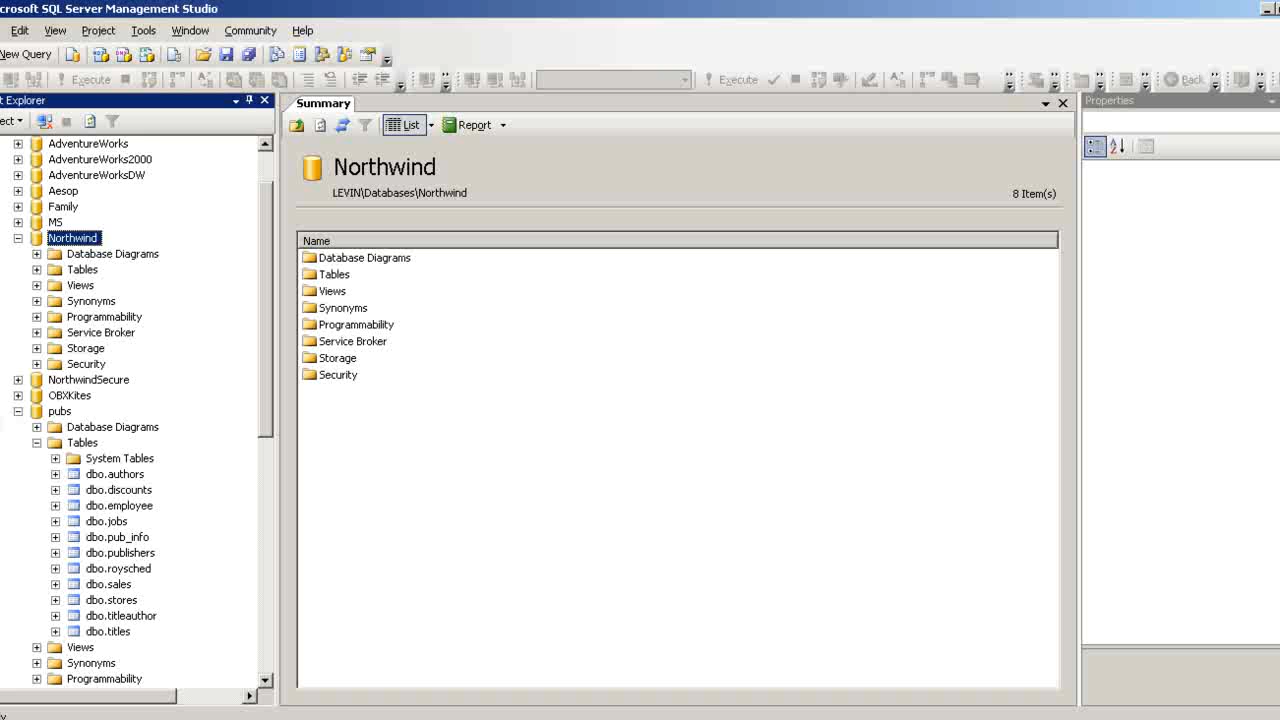 crosoft SQL Server Management Studio
Edit View Project Tools Window Community Help
New Query
Execute Execute Back
t Explorer
ect
AdventureWorks
AdventureWorks2000
AdventureWorksDW
Aesop
Family
MS
Northwind
Database Diagrams
Tables
Views
Synonyms
Programmability
Service Broker
Storage
Security
NorthwindSecure
OBXKites
pubs
Database Diagrams
Tables
System Tables
dbo.authors
dbo.discounts
dbo.employee
dbo.jobs
dbo.pub_info
dbo.publishers
dbo.roysched
dbo.sales
dbo.stores
dbo.titleauthor
dbo.titles
Views
Synonyms
Programmability
Summary
List Report
Northwind
LEVIN\Databases\Northwind 8 Item(s)
Name
Database Diagrams
Tables
Views
Synonyms
Programmability
Service Broker
Storage
Security
Properties